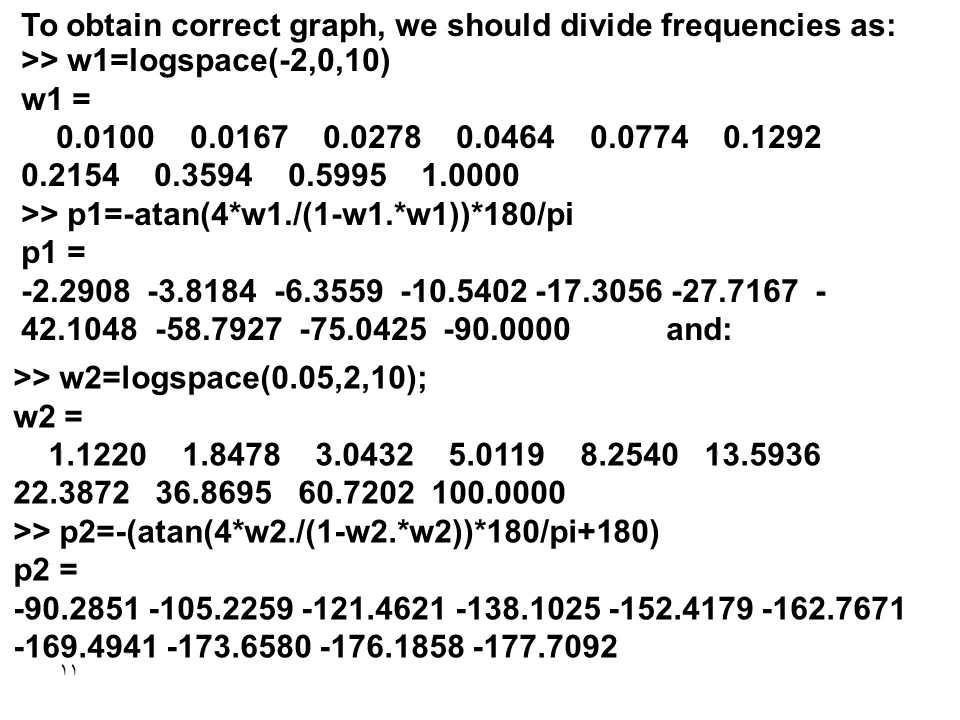 To obtain correct graph, we should divide frequencies as:
>> w1=logspace(-2,0,10)
w1 =
0.0100 0.0167 0.0278 0.0464 0.0774 0.1292
0.2154 0.3594 0.5995 1.0000
>> p1=-atan(4*w1./(1-w1.*w1))*180/pi
p1 =
-2.2908 -3.8184 -6.3559 -10.5402 -17.3056 -27.7167 -
42.1048 -58.7927 -75.0425 -90.0000 and:
>> w2=logspace(0.05,2,10);
w2 =
1.1220 1.8478 3.0432 5.0119 8.2540 13.5936
22.3872 36.8695 60.7202 100.0000
>> p2=-(atan(4*w2./(1-w2.*w2))*180/pi+180)
p2 =
-90.2851 -105.2259 -121.4621 -138.1025 -152.4179 -162.7671
-169.4941 -173.6580 -176.1858 -177.7092
١١